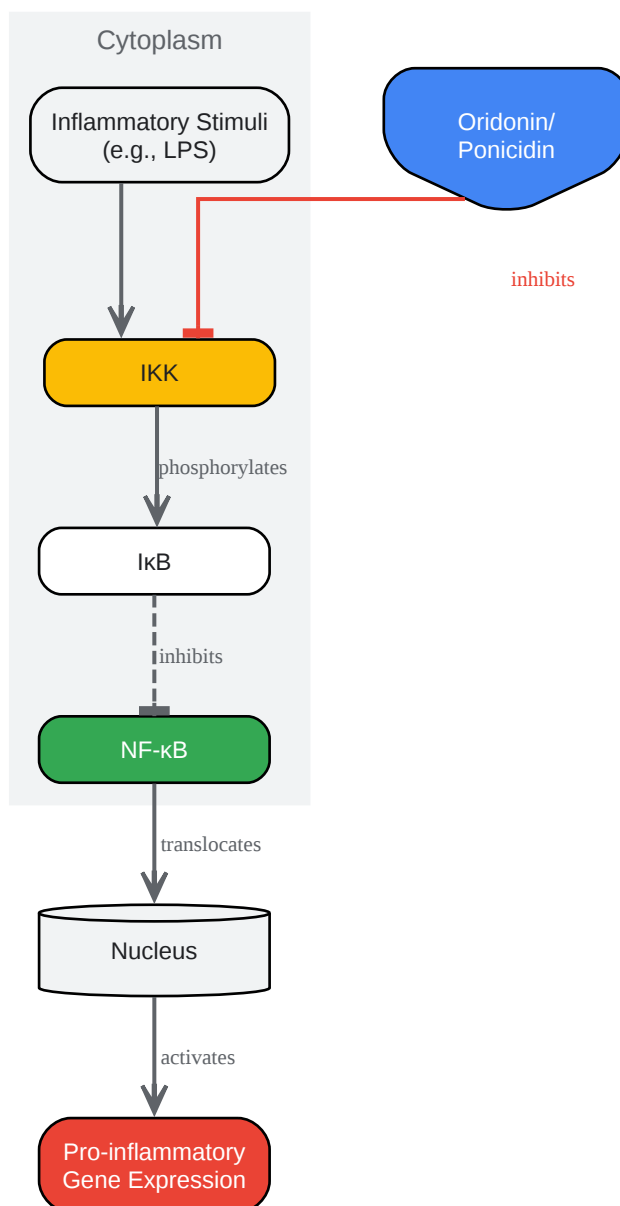 Cytoplasm
Inflammatory Stimuli
(e.g., LPS)
Oridonin/
Ponicidin
inhibits
IKK
phosphorylates
IκB
inhibits
NF-κB
translocates
Nucleus
activates
Pro-inflammatory
Gene Expression